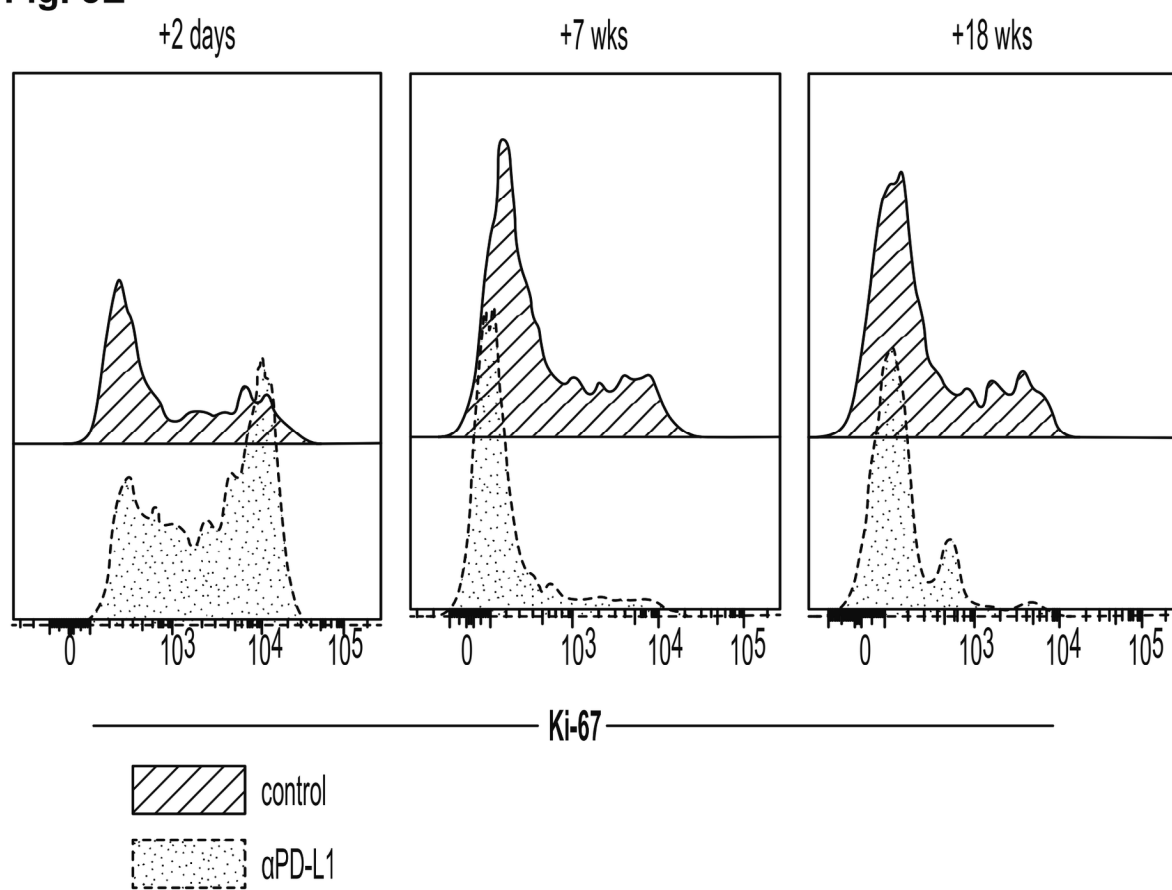 +2 days +7 wks +18 wks
0 10³ 10⁴ 10⁵ 0 10³ 10⁴ 10⁵ 0 10³ 10⁴ 10⁵
Ki-67
control
αPD-L1